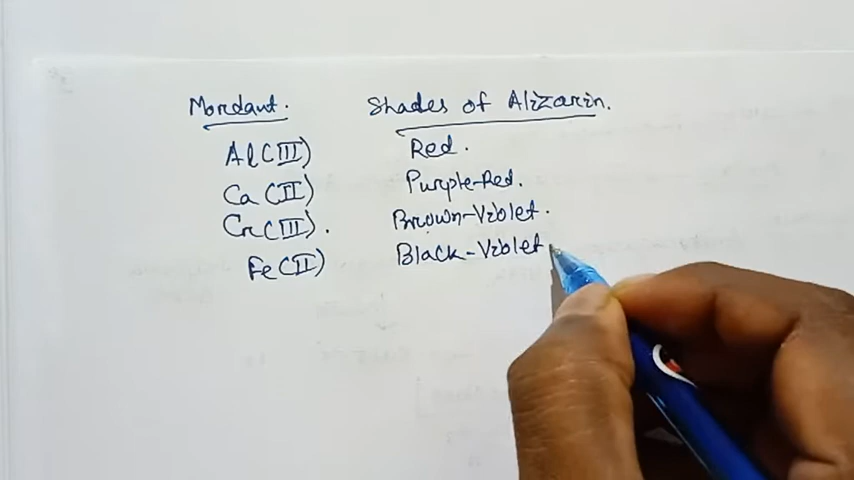 Mordant. Shades of Alizarin.
Al(III) Red.
Ca(II) Purple-Red.
Cr(III). Brown-Violet.
Fe(II) Black-Violet